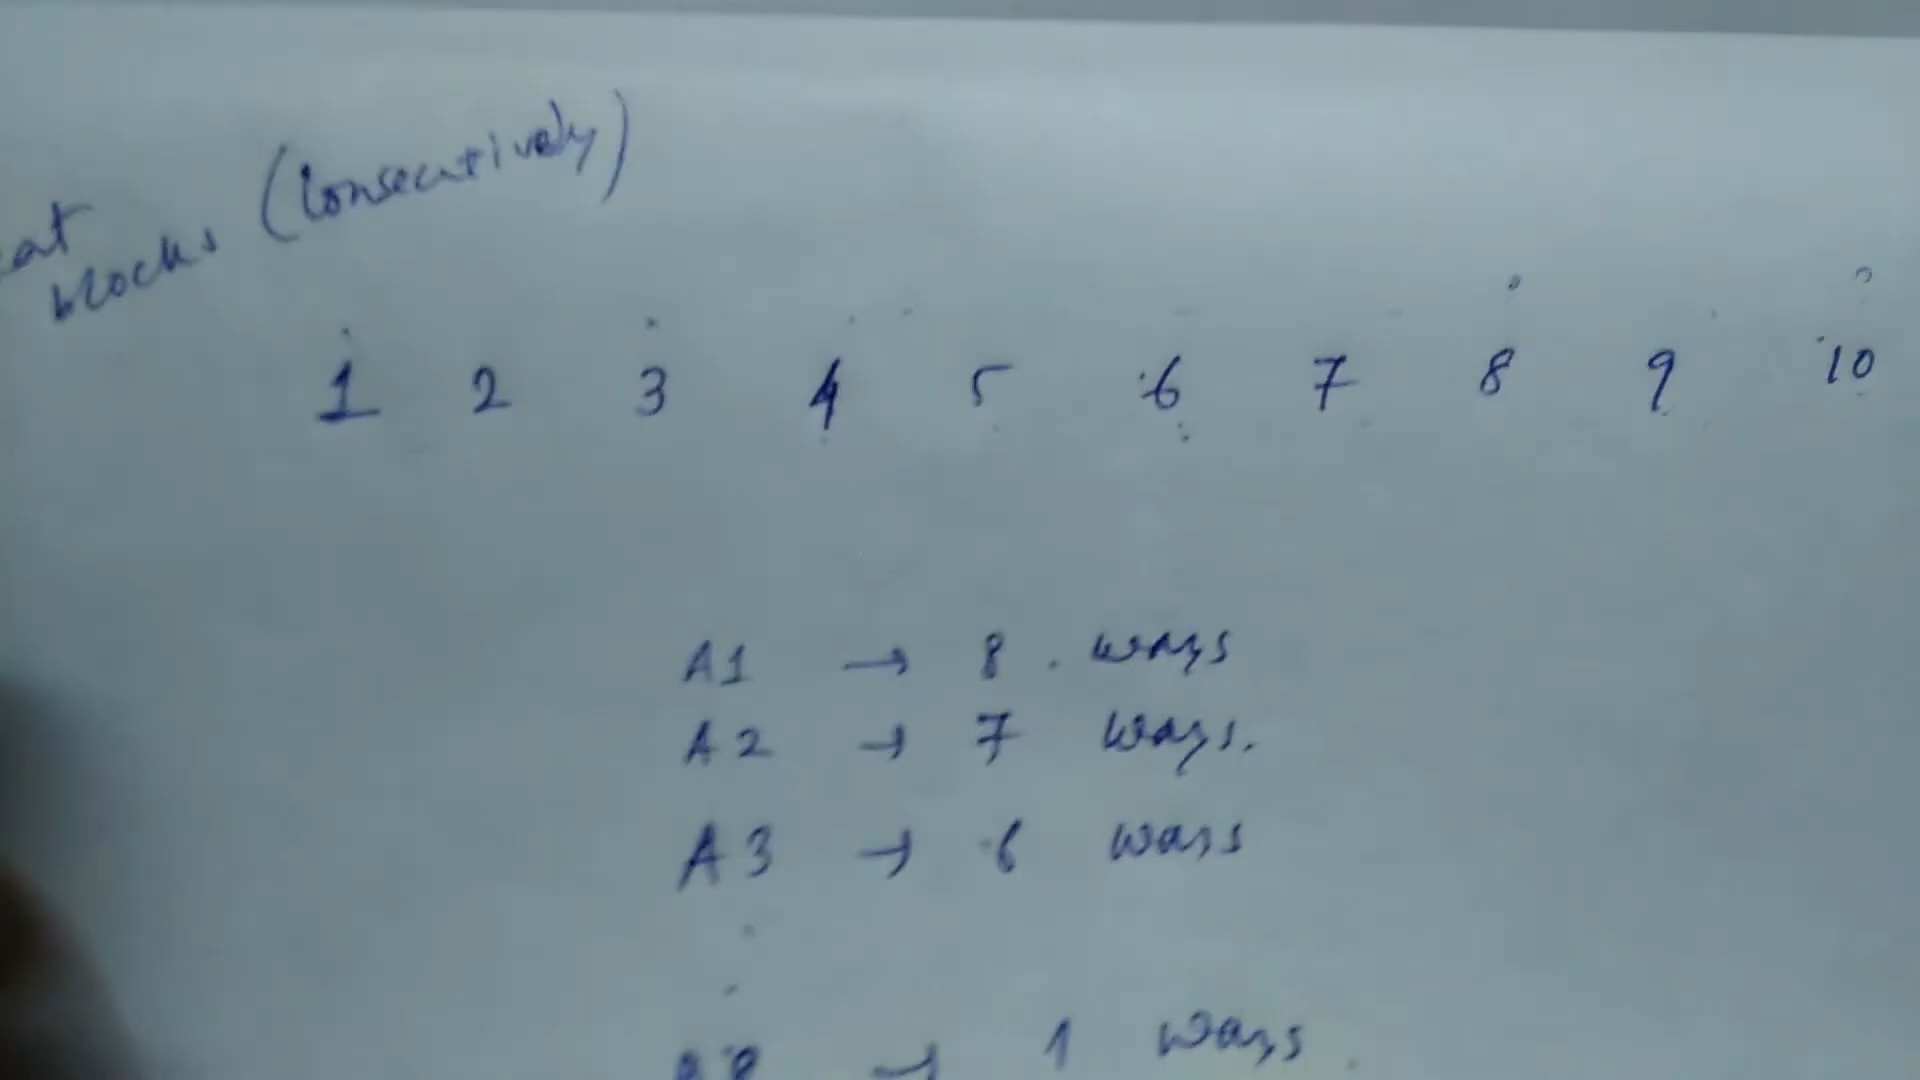 (Consecutively)
blocks
1 2 3 4 5 6 7 8 9 10
A1 → 8 ways
A2 → 7 ways.
A3 → 6 ways
→ 1 ways